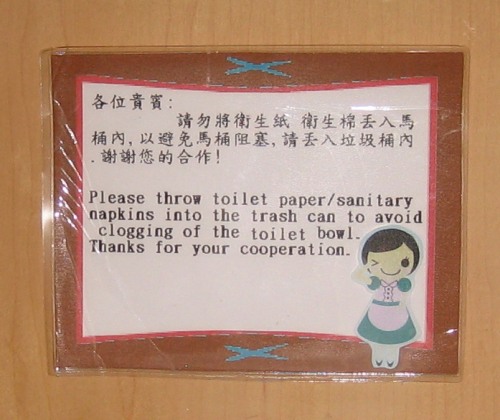 各位貴賓:
請勿將衛生紙 衛生棉丟入馬
桶內,以避免馬桶阻塞,請丟入垃圾桶內
.謝謝您的合作!
Please throw toilet paper/sanitary
napkins into the trash can to avoid
clogging of the toilet bowl.
Thanks for your cooperation.